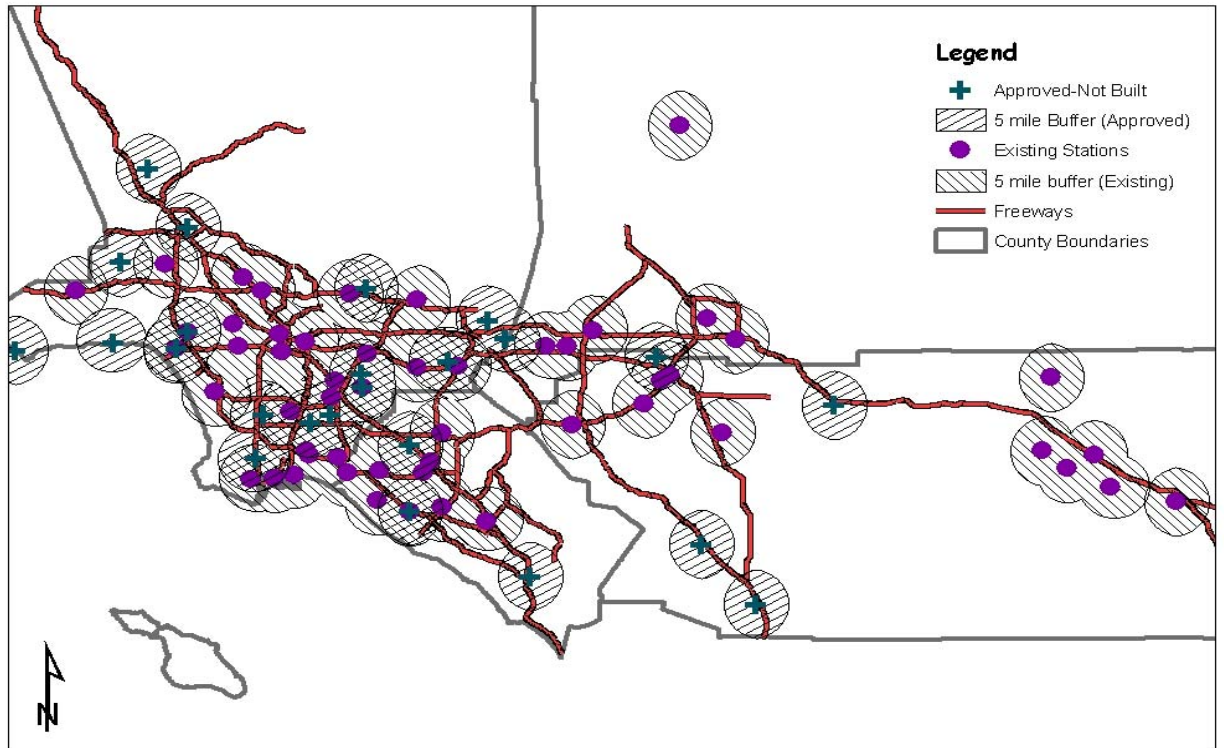 Legend
Approved-Not Built
5 mile Buffer (Approved)
Existing Stations
5 mile buffer (Existing)
Freeways
County Boundaries
N